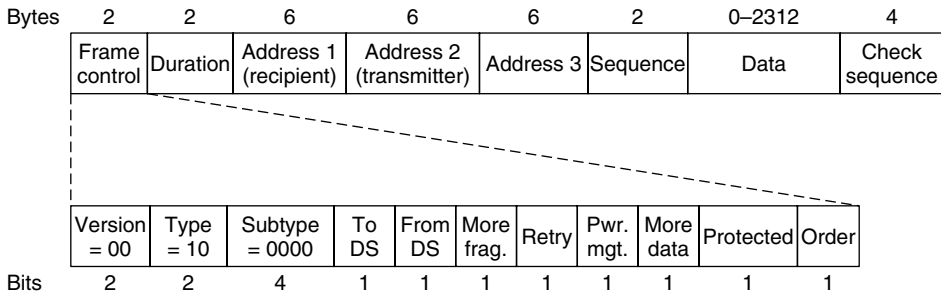 Bytes 2 2 6 6 6 2 0–2312 4
Frame control Duration Address 1 (recipient) Address 2 (transmitter) Address 3 Sequence Data Check sequence
Version = 00 Type = 10 Subtype = 0000 To DS From DS More frag. Retry Pwr. mgt. More data Protected Order
Bits 2 2 4 1 1 1 1 1 1 1 1